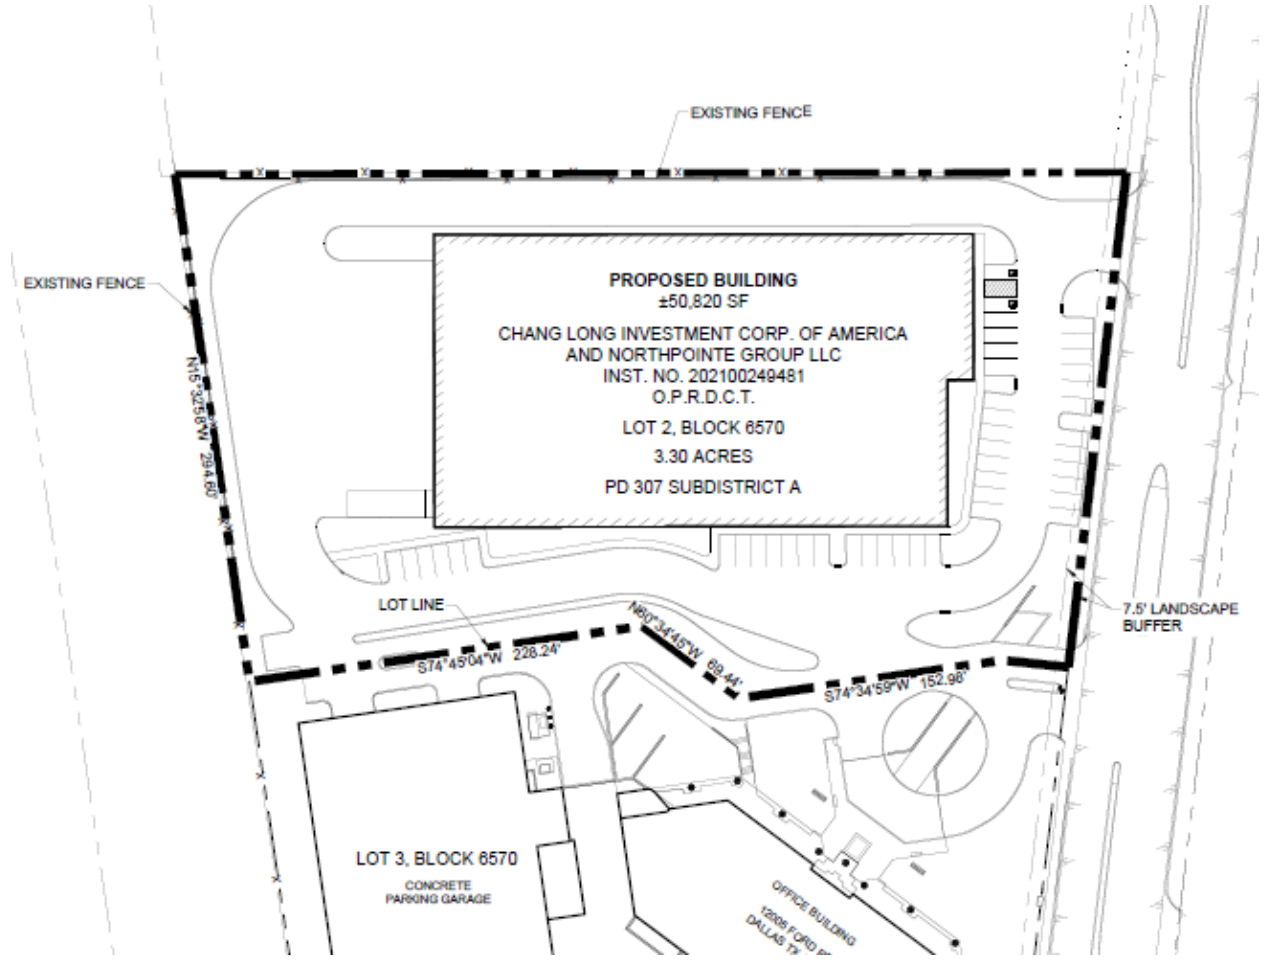 EXISTING FENCE
EXISTING FENCE
PROPOSED BUILDING
±50,820 SF
CHANG LONG INVESTMENT CORP. OF AMERICA
AND NORTHPOINTE GROUP LLC
INST. NO. 202100249481
O.P.R.D.C.T.
LOT 2, BLOCK 6570
3.30 ACRES
PD 307 SUBDISTRICT A
294.60'
LOT LINE
S74°45'04"W 228.24'
N60°34'45"W 69.44'
S74°34'59"W 152.98'
7.5' LANDSCAPE
BUFFER
LOT 3, BLOCK 6570
CONCRETE
PARKING GARAGE
OFFICE BUILDING
12005 FORD
DALLAS TX